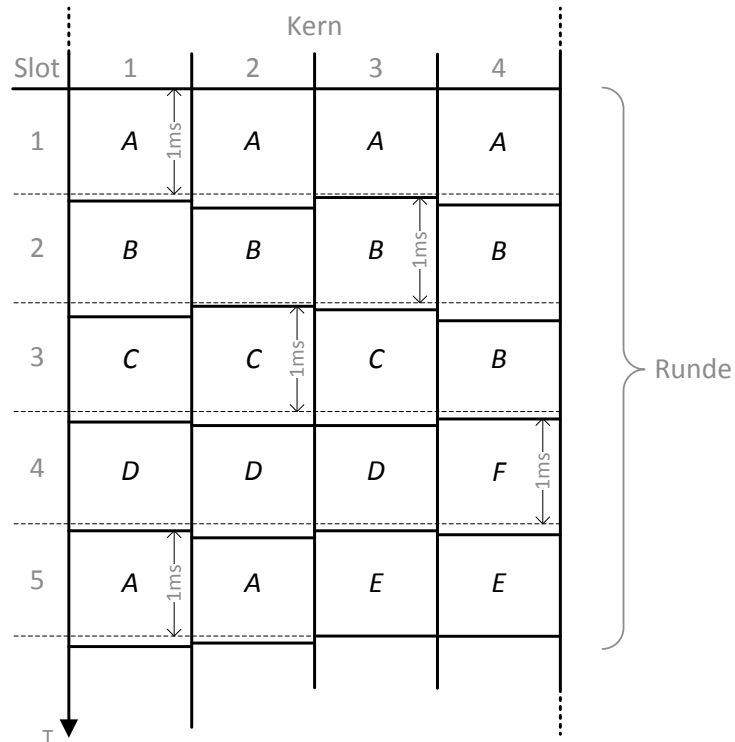 Kern
Slot 1 2 3 4
1 A A A A
1ms
2 B B B B
1ms
3 C C C B
1ms
Runde
4 D D D F
1ms
5 A A E E
1ms
T